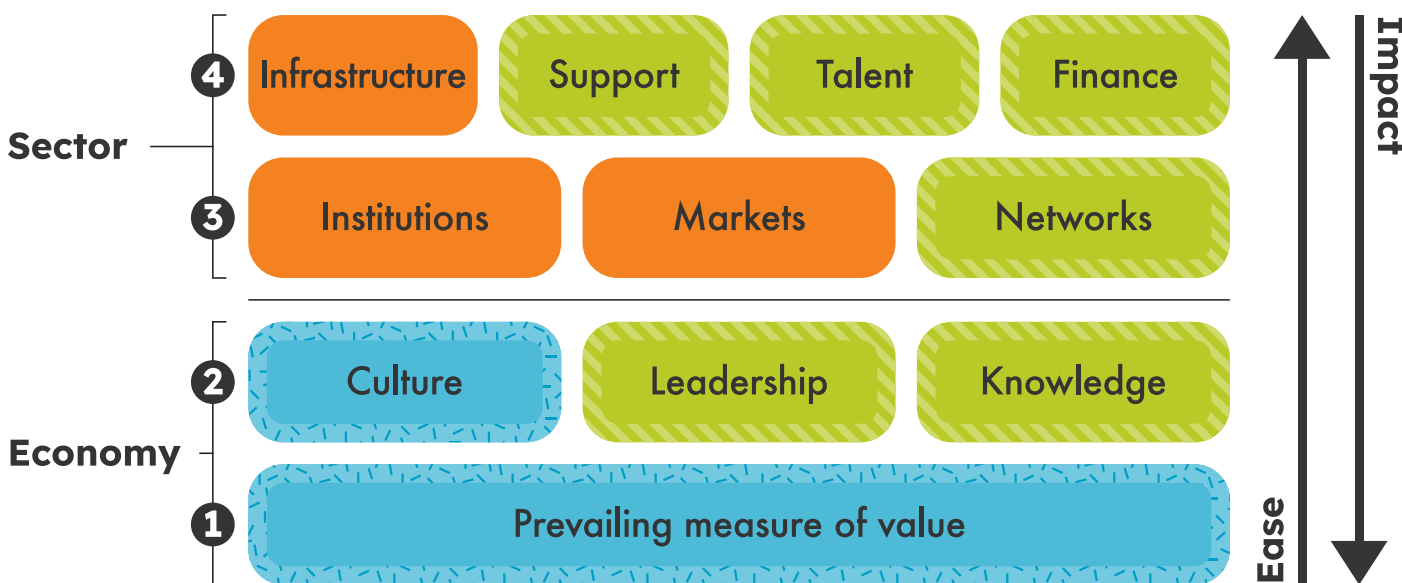 4
Infrastructure
Support
Talent
Finance
Sector
3
Institutions
Markets
Networks
2
Culture
Leadership
Knowledge
Economy
1
Prevailing measure of value
Ease
Impact